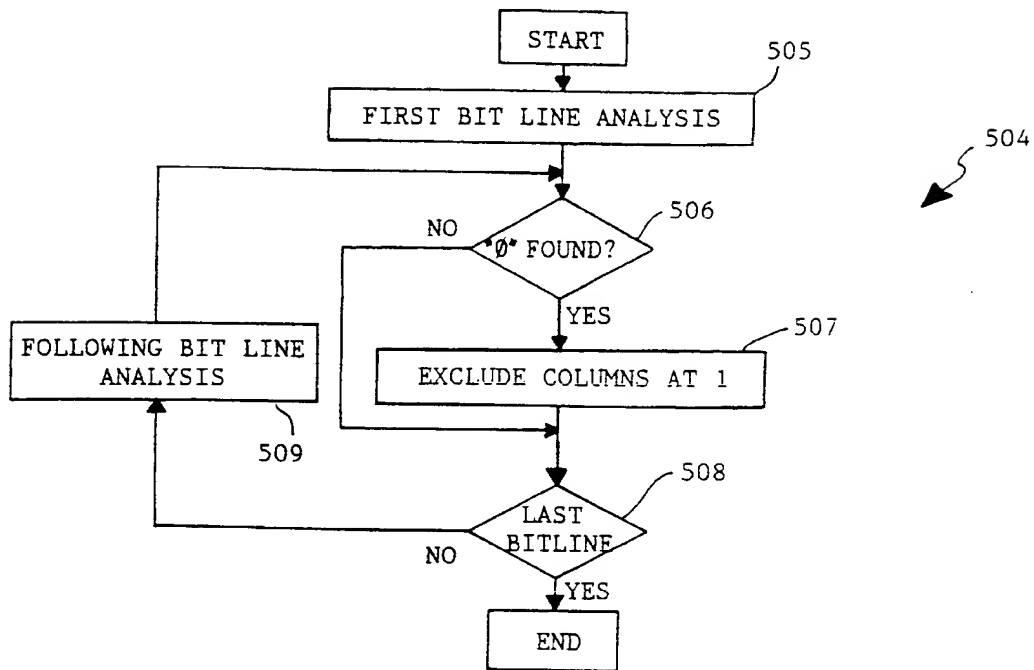 START
505
FIRST BIT LINE ANALYSIS
504
506
NO
"Ø" FOUND?
YES
507
FOLLOWING BIT LINE
ANALYSIS
EXCLUDE COLUMNS AT 1
509
508
LAST
BITLINE
NO
YES
END